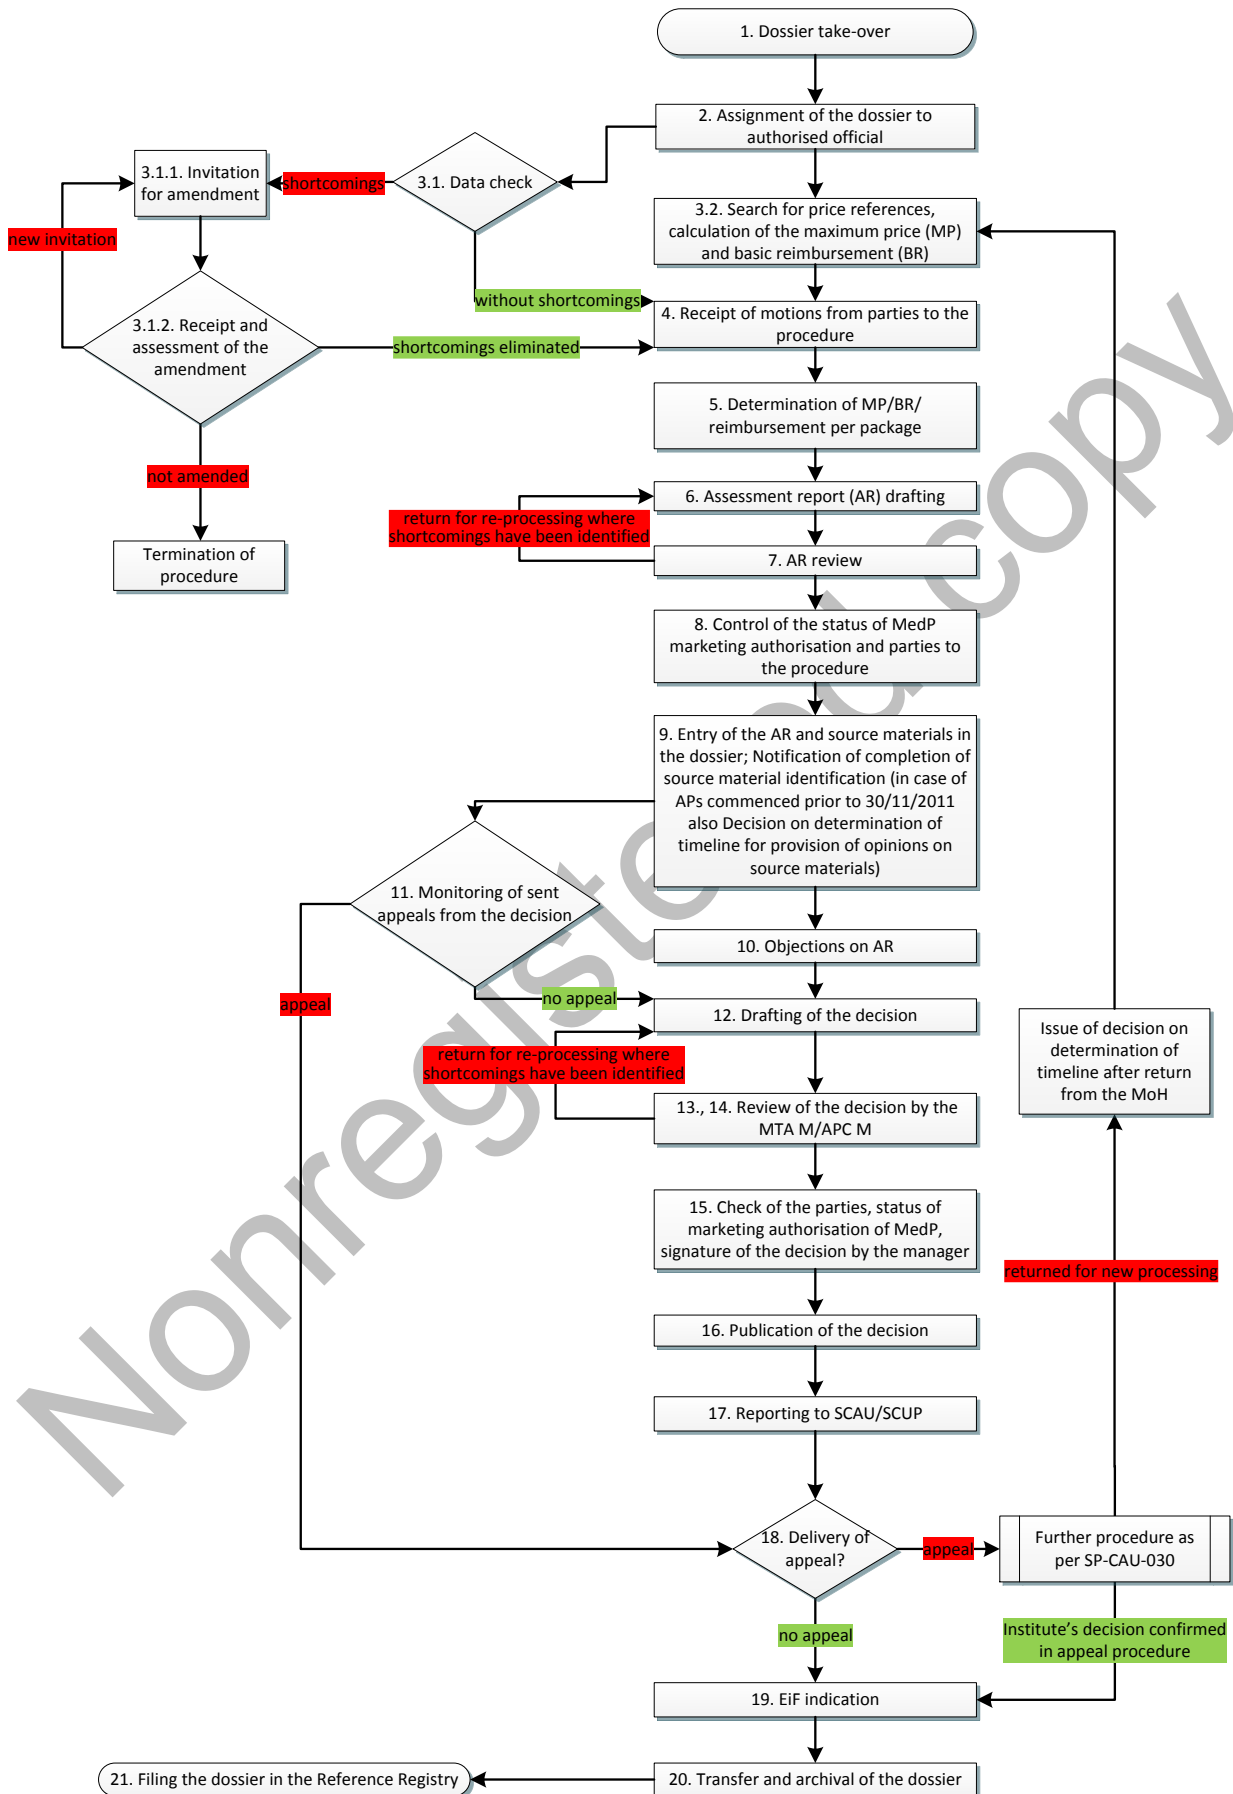 1. Dossier take-over
2. Assignment of the dossier to
authorised official
3.1.1. Invitation
for amendment
shortcomings
3.1. Data check
3.2. Search for price references,
calculation of the maximum price (MP)
and basic reimbursement (BR)
new invitation
without shortcomings
4. Receipt of motions from parties to the
procedure
3.1.2. Receipt and
assessment of the
amendment
shortcomings eliminated
5. Determination of MP/BR/
reimbursement per package
not amended
6. Assessment report (AR) drafting
return for re-processing where
shortcomings have been identified
Termination of
procedure
7. AR review
8. Control of the status of MedP
marketing authorisation and parties to
the procedure
9. Entry of the AR and source materials in
the dossier; Notification of completion of
source material identification (in case of
APs commenced prior to 30/11/2011
also Decision on determination of
timeline for provision of opinions on
source materials)
11. Monitoring of sent
appeals from the decision
10. Objections on AR
appeal
no appeal
12. Drafting of the decision
return for re-processing where
shortcomings have been identified
Issue of decision on
determination of
timeline after return
from the MoH
13., 14. Review of the decision by the
MTA M/APC M
15. Check of the parties, status of
marketing authorisation of MedP,
signature of the decision by the manager
returned for new processing
16. Publication of the decision
17. Reporting to SCAU/SCUP
18. Delivery of
appeal?
appeal
Further procedure as
per SP-CAU-030
no appeal
Institute's decision confirmed
in appeal procedure
19. EiF indication
21. Filing the dossier in the Reference Registry
20. Transfer and archival of the dossier
Nonregistered copy